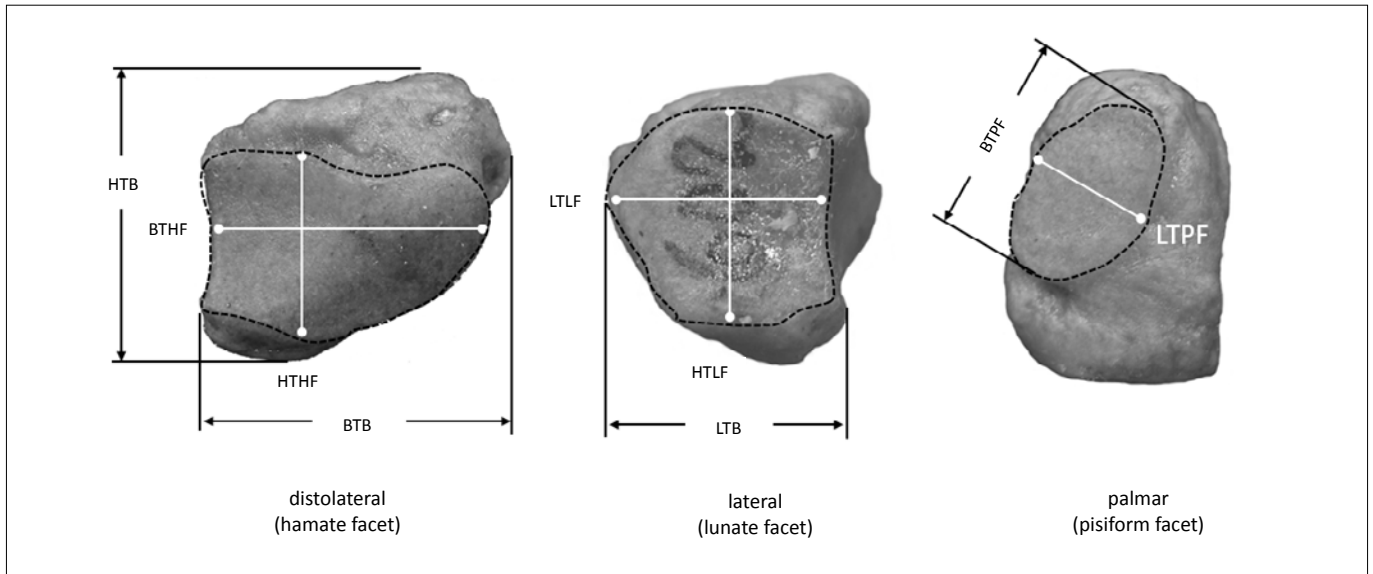 HTB
BTHF
HTHF
BTB
LTLF
HTLF
LTB
BTPF
LTPF
distolateral
(hamate facet)
lateral
(lunate facet)
palmar
(pisiform facet)